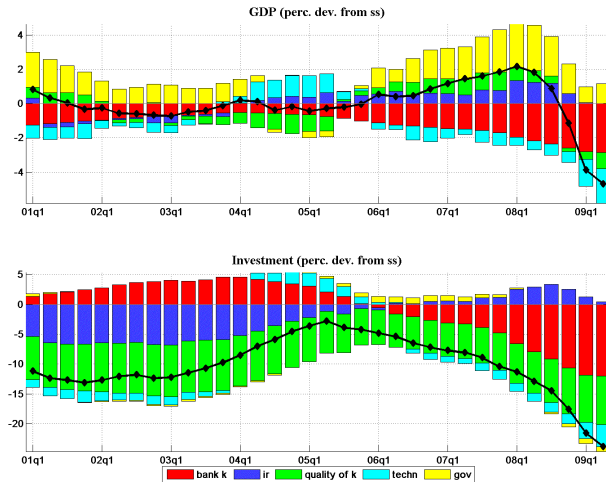 GDP (perc. dev. from ss)
4
2
0
-2
-4
01q1 02q1 03q1 04q1 05q1 06q1 07q1 08q1 09q1
Investment (perc. dev. from ss)
5
0
-5
-10
-15
-20
01q1 02q1 03q1 04q1 05q1 06q1 07q1 08q1 09q1
bank k ir quality of k techn gov